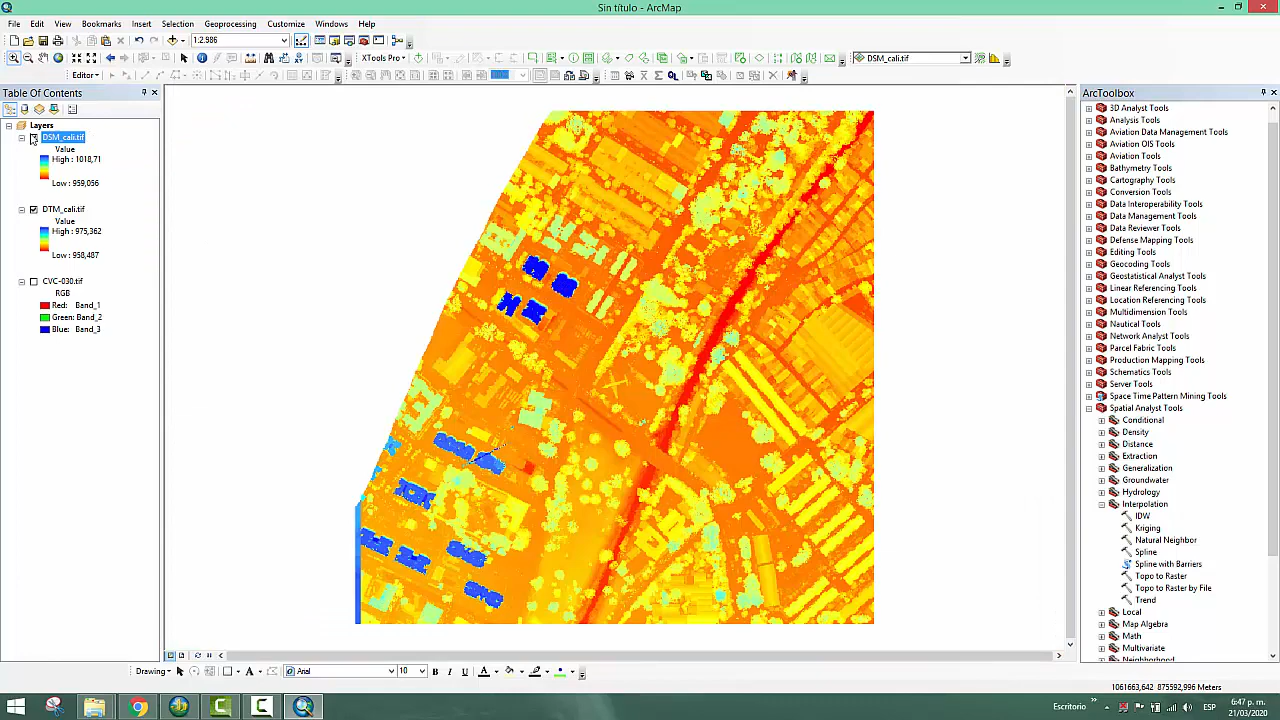 Sin título - ArcMap
File Edit View Bookmarks Insert Selection Geoprocessing Customize Windows Help
1:2.986
XTools Pro DSM_cali.tif
Editor
Table Of Contents
Layers
DSM_cali.tif
Value
High : 1018,71
Low : 959,056
DTM_cali.tif
Value
High : 975,362
Low : 958,487
CVC-030.tif
RGB
Red: Band_1
Green: Band_2
Blue: Band_3
ArcToolbox
3D Analyst Tools
Analysis Tools
Aviation Data Management Tools
Aviation OIS Tools
Aviation Tools
Bathymetry Tools
Cartography Tools
Conversion Tools
Data Interoperability Tools
Data Management Tools
Data Reviewer Tools
Defense Mapping Tools
Editing Tools
Geocoding Tools
Geostatistical Analyst Tools
Linear Referencing Tools
Location Referencing Tools
Multidimension Tools
Nautical Tools
Network Analyst Tools
Parcel Fabric Tools
Production Mapping Tools
Schematics Tools
Server Tools
Space Time Pattern Mining Tools
Spatial Analyst Tools
Conditional
Density
Distance
Extraction
Generalization
Groundwater
Hydrology
Interpolation
IDW
Kriging
Natural Neighbor
Spline
Spline with Barriers
Topo to Raster
Topo to Raster by File
Trend
Local
Map Algebra
Math
Multivariate
Neighborhood
Drawing A Arial 10 B I U A
1061663,642 875592,996 Meters
Escritorio ESP 6:47 p. m.
21/03/2020